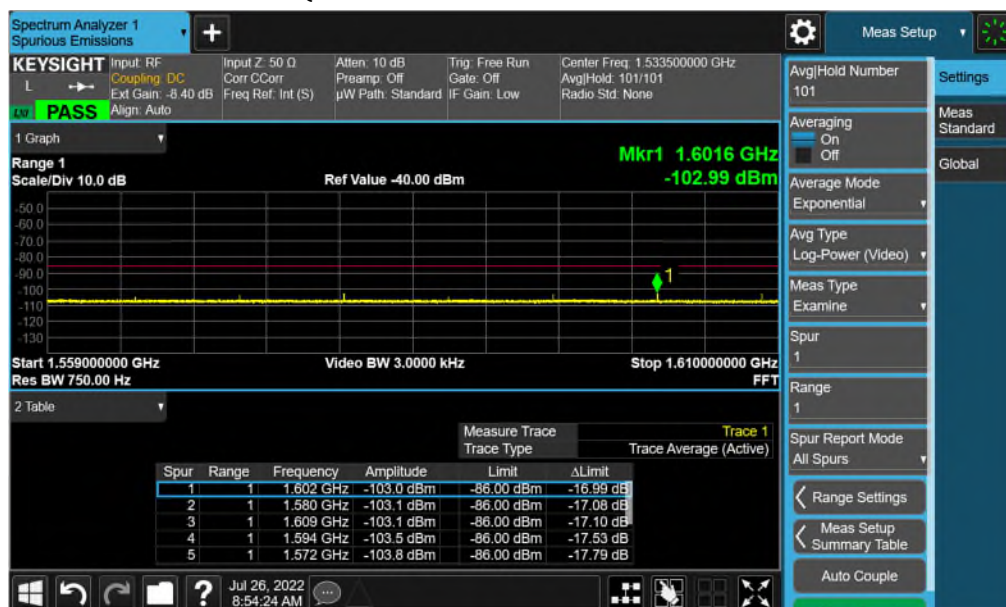 Spectrum Analyzer 1
Spurious Emissions
Meas Setup
KEYSIGHT
L
LXI PASS
Input: RF
Coupling: DC
Ext Gain: -8.40 dB
Align: Auto
Input Z: 50 Ω
Corr CCorr
Freq Ref: Int (S)
Atten: 10 dB
Preamp: Off
µW Path: Standard
Trig: Free Run
Gate: Off
IF Gain: Low
Center Freq: 1.533500000 GHz
Avg|Hold: 101/101
Radio Std: None
1 Graph
Range 1
Scale/Div 10.0 dB
Ref Value -40.00 dBm
Mkr1 1.6016 GHz
-102.99 dBm
-50.0
-60.0
-70.0
-80.0
-90.0
-100
-110
-120
-130
1
Start 1.559000000 GHz
Video BW 3.0000 kHz
Stop 1.610000000 GHz
Res BW 750.00 Hz
FFT
2 Table
Measure Trace Trace 1
Trace Type Trace Average (Active)
Spur Range Frequency Amplitude Limit ΔLimit
1 1 1.602 GHz -103.0 dBm -86.00 dBm -16.99 dB
2 1 1.580 GHz -103.1 dBm -86.00 dBm -17.08 dB
3 1 1.609 GHz -103.1 dBm -86.00 dBm -17.10 dB
4 1 1.594 GHz -103.5 dBm -86.00 dBm -17.53 dB
5 1 1.572 GHz -103.8 dBm -86.00 dBm -17.79 dB
Jul 26, 2022
8:54:24 AM
Avg|Hold Number
101
Averaging
On
Off
Average Mode
Exponential
Avg Type
Log-Power (Video)
Meas Type
Examine
Spur
1
Range
1
Spur Report Mode
All Spurs
Range Settings
Meas Setup
Summary Table
Auto Couple
Settings
Meas
Standard
Global